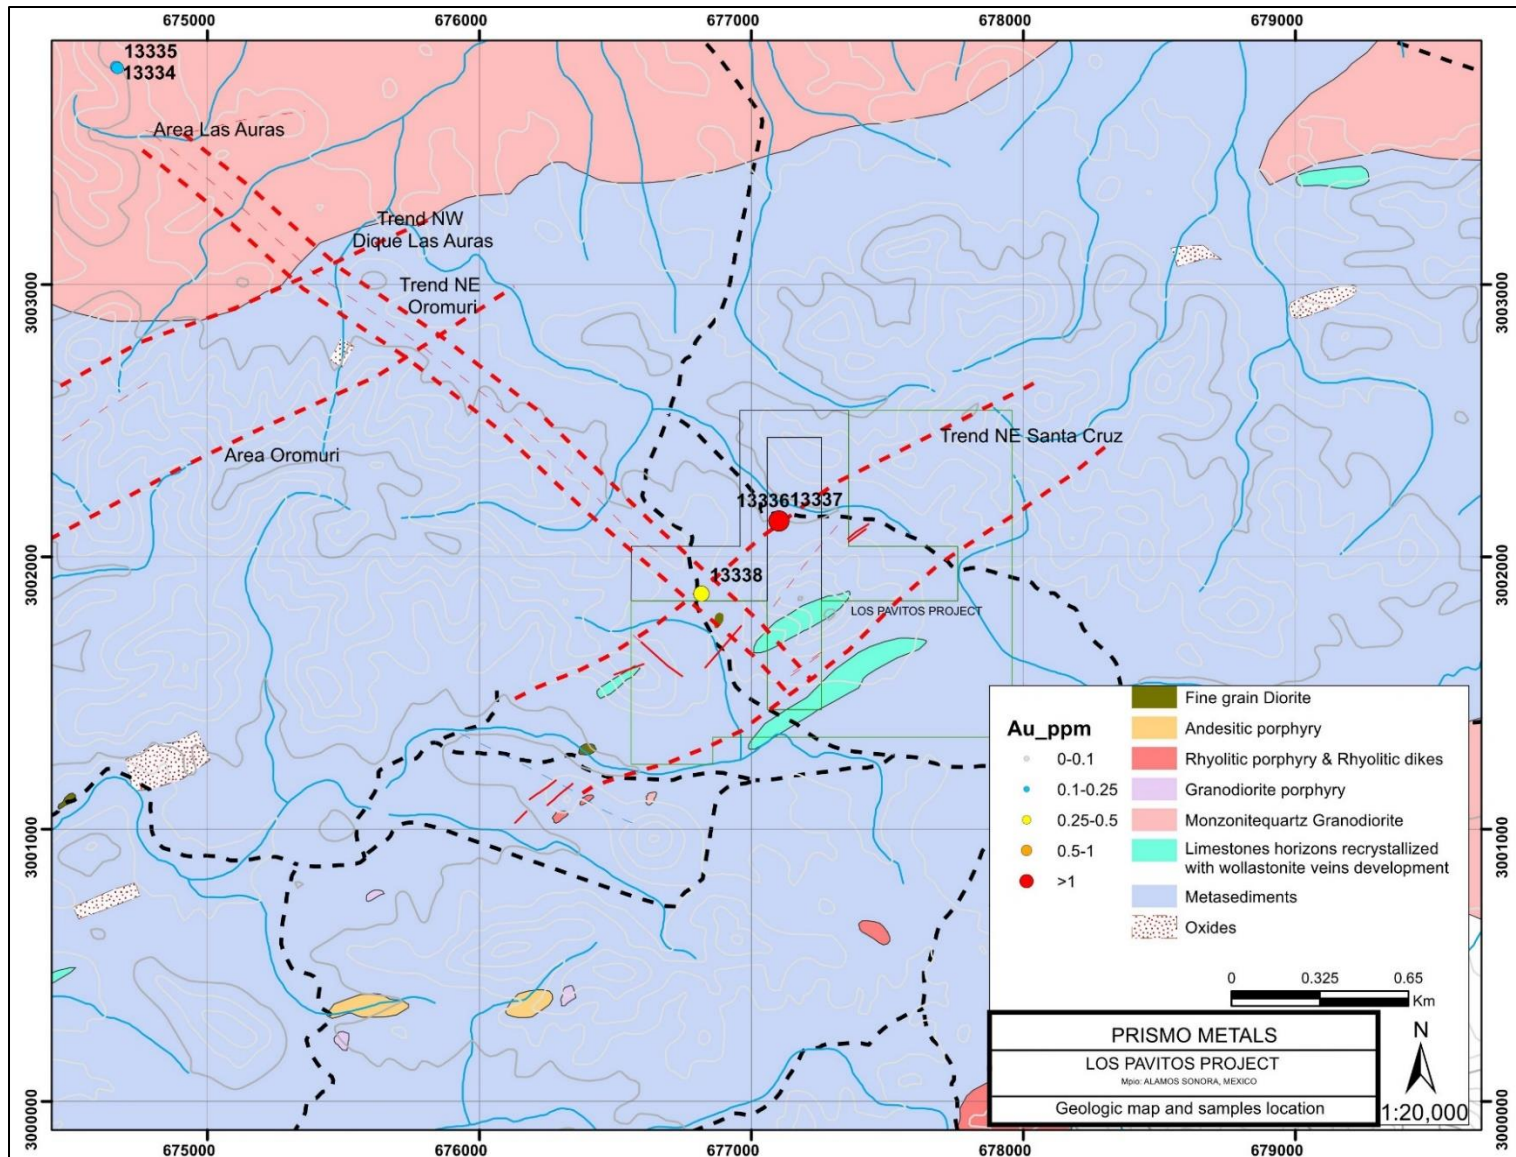 675000
676000
677000
678000
679000
13335
13334
Area Las Auras
Trend NW
Dique Las Auras
Trend NE
Oromuri
3003000
3003000
Area Oromuri
Trend NE Santa Cruz
1333613337
3002000
3002000
13338
LOS PAVITOS PROJECT
3001000
3001000
3000000
3000000
Au_ppm
0-0.1
0.1-0.25
0.25-0.5
0.5-1
>1
Fine grain Diorite
Andesitic porphyry
Rhyolitic porphyry & Rhyolitic dikes
Granodiorite porphyry
Monzonitequartz Granodiorite
Limestones horizons recrystallized
with wollastonite veins development
Metasediments
Oxides
0 0.325 0.65
Km
PRISMO METALS
LOS PAVITOS PROJECT
Mpio: ALAMOS SONORA, MEXICO
Geologic map and samples location
N
1:20,000
675000
676000
677000
678000
679000